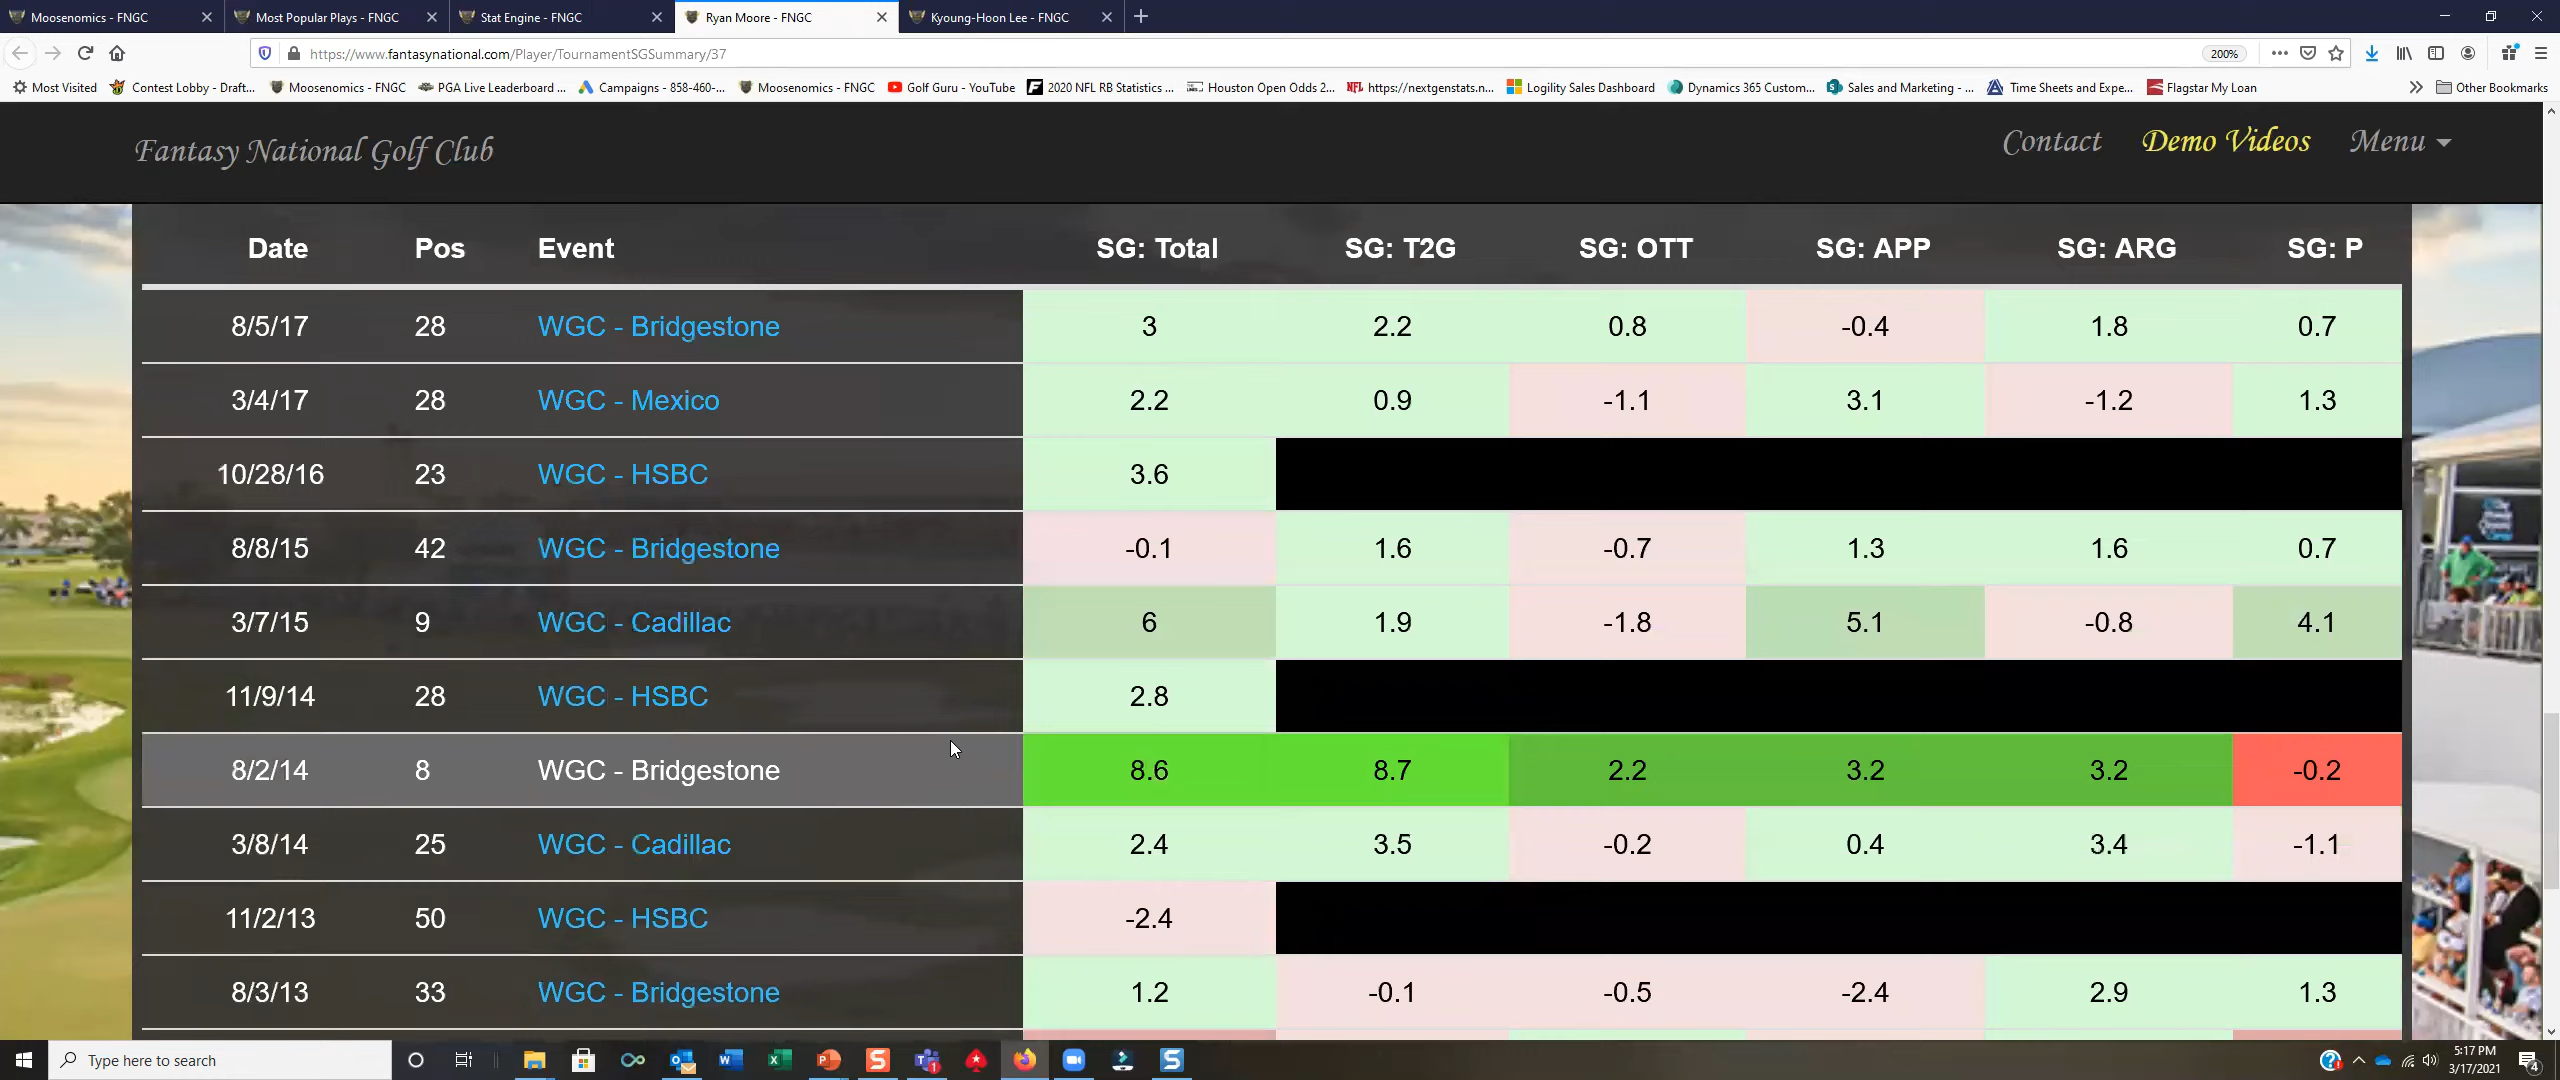 Moosenomics - FNGC Most Popular Plays - FNGC Stat Engine - FNGC Ryan Moore - FNGC Kyoung-Hoon Lee - FNGC
https://www.fantasynational.com/Player/TournamentSGSummary/37 200%
Most Visited Contest Lobby - Draft... Moosenomics - FNGC PGA Live Leaderboard ... Campaigns - 858-460-... Moosenomics - FNGC Golf Guru - YouTube 2020 NFL RB Statistics ... Houston Open Odds 2... https://nextgenstats.n... Logility Sales Dashboard Dynamics 365 Custom... Sales and Marketing - ... Time Sheets and Expe... Flagstar My Loan Other Bookmarks
Fantasy National Golf Club Contact Demo Videos Menu
Date Pos Event SG: Total SG: T2G SG: OTT SG: APP SG: ARG SG: P
8/5/17 28 WGC - Bridgestone 3 2.2 0.8 -0.4 1.8 0.7
3/4/17 28 WGC - Mexico 2.2 0.9 -1.1 3.1 -1.2 1.3
10/28/16 23 WGC - HSBC 3.6
8/8/15 42 WGC - Bridgestone -0.1 1.6 -0.7 1.3 1.6 0.7
3/7/15 9 WGC - Cadillac 6 1.9 -1.8 5.1 -0.8 4.1
11/9/14 28 WGC - HSBC 2.8
8/2/14 8 WGC - Bridgestone 8.6 8.7 2.2 3.2 3.2 -0.2
3/8/14 25 WGC - Cadillac 2.4 3.5 -0.2 0.4 3.4 -1.1
11/2/13 50 WGC - HSBC -2.4
8/3/13 33 WGC - Bridgestone 1.2 -0.1 -0.5 -2.4 2.9 1.3
Type here to search
5:17 PM
3/17/2021
4